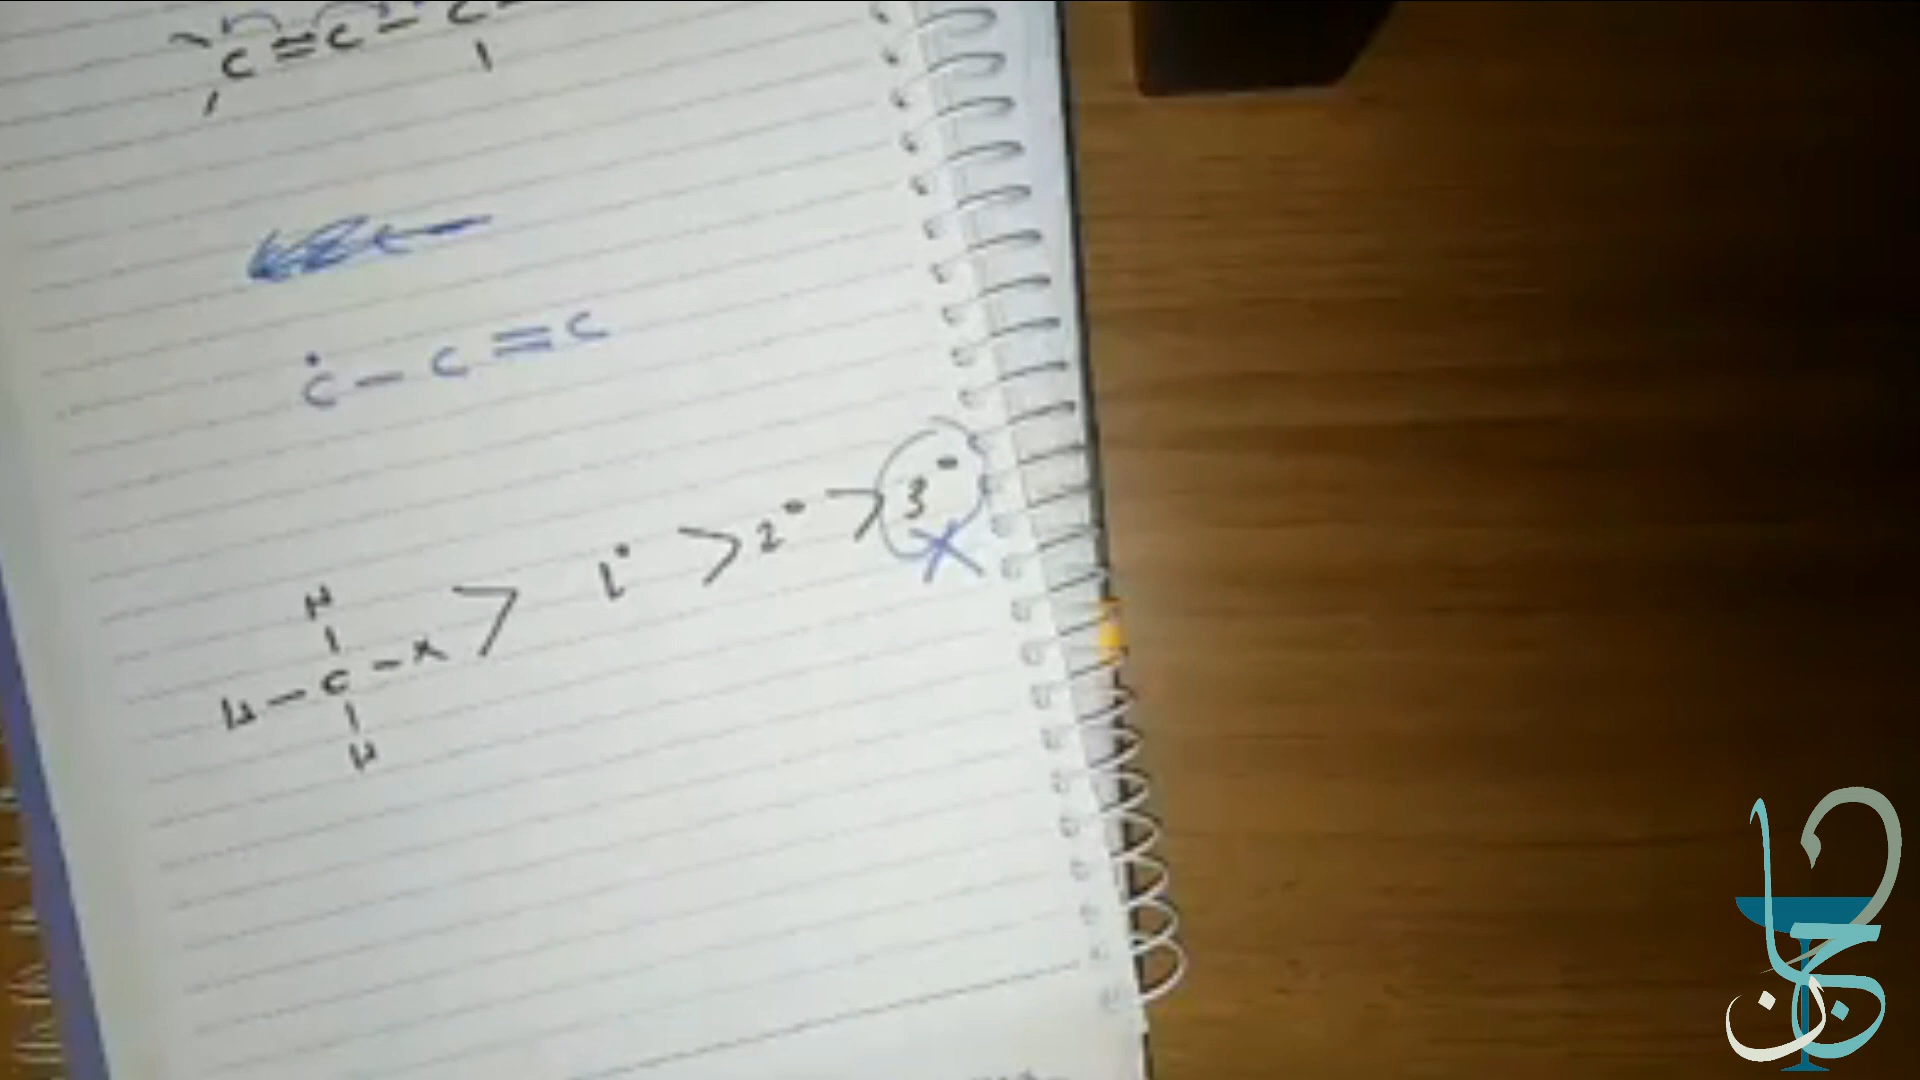 C = C - C -
Ċ - C = C
H
H - C - X > 1° > 2° > 3°
H